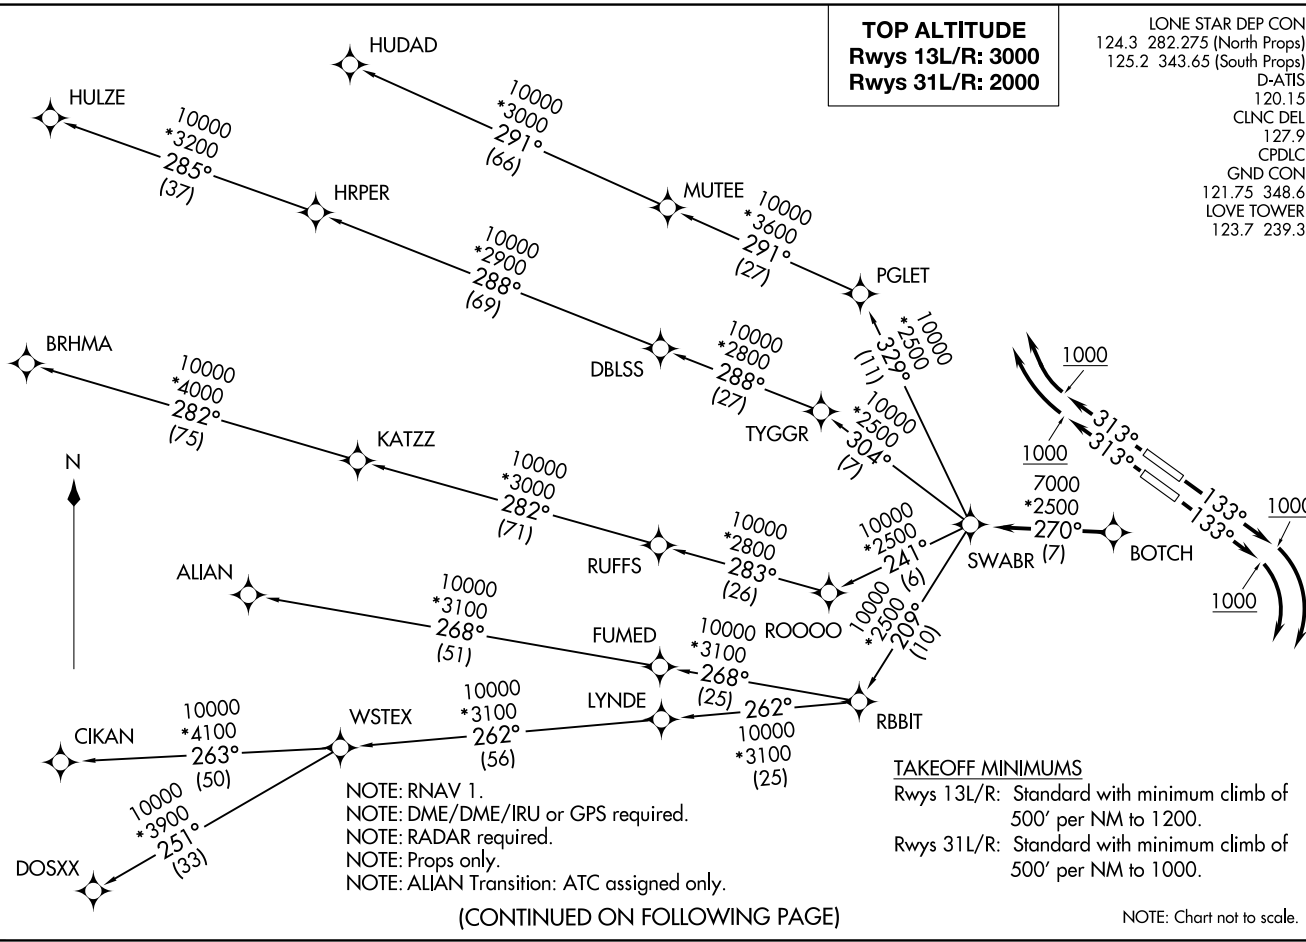 TOP ALTITUDE
Rwys 13L/R: 3000
Rwys 31L/R: 2000
LONE STAR DEP CON
124.3 282.275 (North Props)
125.2 343.65 (South Props)
D-ATIS
120.15
CLNC DEL
127.9
CPDLC
GND CON
121.75 348.6
LOVE TOWER
123.7 239.3
HUDAD
10000
*3000
291°
(66)
MUTEE
10000
*3600
291°
(27)
PGLET
10000
*2500
329°
(11)
HULZE
10000
*3200
285°
(37)
HRPER
10000
*2900
288°
(69)
DBLSS
10000
*2800
288°
(27)
TYGGR
10000
*2500
304°
(7)
BRHMA
10000
*4000
282°
(75)
KATZZ
10000
*3000
282°
(71)
RUFFS
10000
*2800
283°
(26)
ROOOO
10000
*2500
241°
(6)
SWABR
7000
*2500
270°
(7)
BOTCH
1000
313°
313°
1000
133°
133°
1000
1000
N
ALIAN
10000
*3100
268°
(51)
FUMED
10000
*3100
268°
(25)
10000
*2500
209°
(10)
RBBIT
CIKAN
10000
*4100
263°
(50)
WSTEX
10000
*3100
262°
(56)
LYNDE
262°
10000
*3100
(25)
DOSXX
10000
*3900
251°
(33)
NOTE: RNAV 1.
NOTE: DME/DME/IRU or GPS required.
NOTE: RADAR required.
NOTE: Props only.
NOTE: ALIAN Transition: ATC assigned only.
TAKEOFF MINIMUMS
Rwys 13L/R: Standard with minimum climb of
500' per NM to 1200.
Rwys 31L/R: Standard with minimum climb of
500' per NM to 1000.
(CONTINUED ON FOLLOWING PAGE)
NOTE: Chart not to scale.